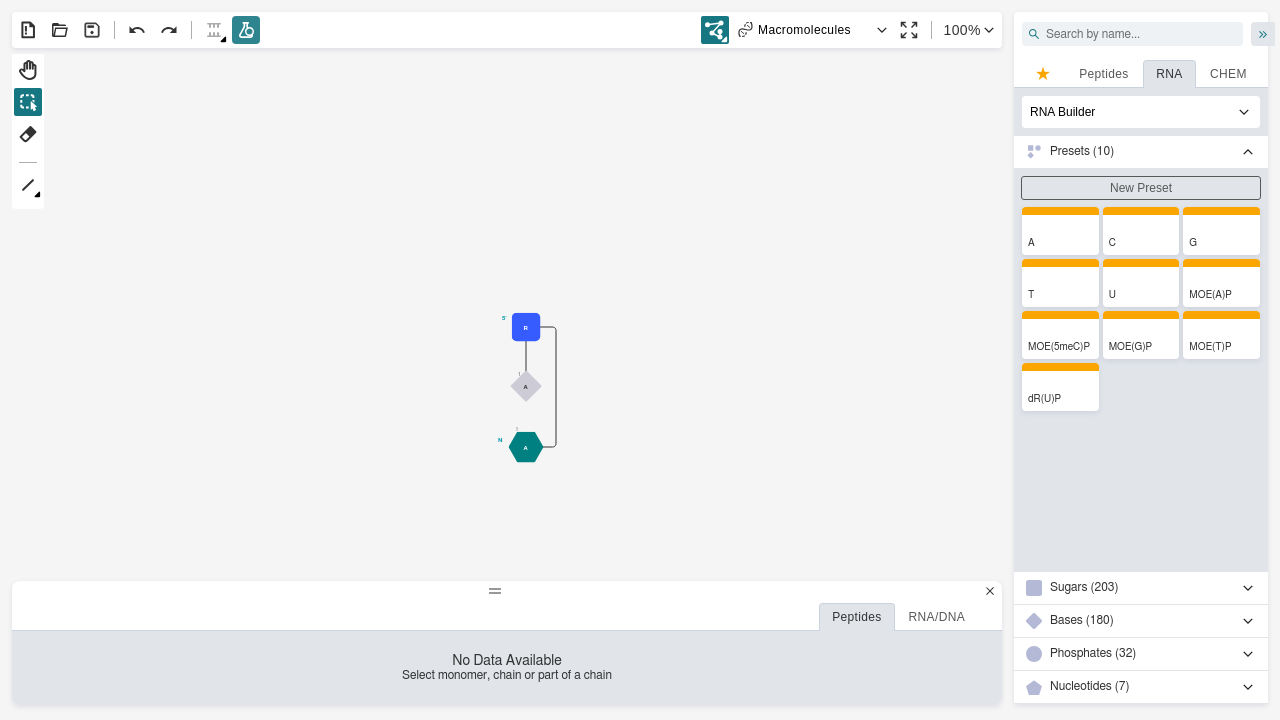 Macromolecules
100%
Search by name...
Peptides
RNA
CHEM
RNA Builder
Presets (10)
New Preset
A
C
G
T
U
MOE(A)P
MOE(5meC)P
MOE(G)P
MOE(T)P
dR(U)P
5'
R
1
A
1
N
A
Peptides
RNA/DNA
No Data Available
Select monomer, chain or part of a chain
Sugars (203)
Bases (180)
Phosphates (32)
Nucleotides (7)